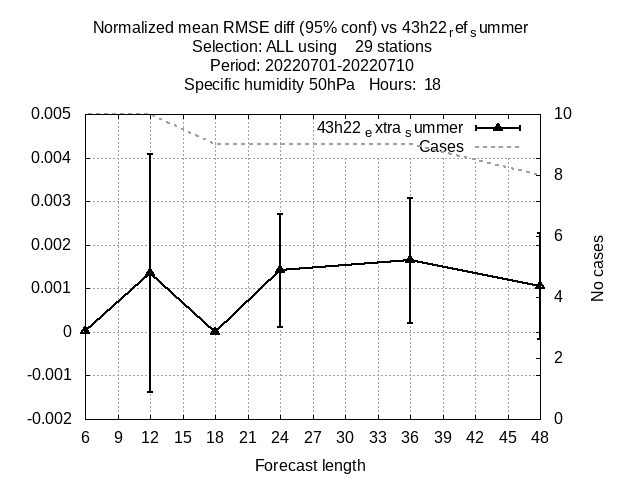 Normalized mean RMSE diff (95% conf) vs 43h22refsummer
Selection: ALL using 29 stations
Period: 20220701-20220710
Specific humidity 50hPa Hours: 18
0.005
0.004
0.003
0.002
0.001
0
-0.001
-0.002
43h22extrasummer
Cases
10
8
6
4
2
0
No cases
6 9 12 15 18 21 24 27 30 33 36 39 42 45 48
Forecast length